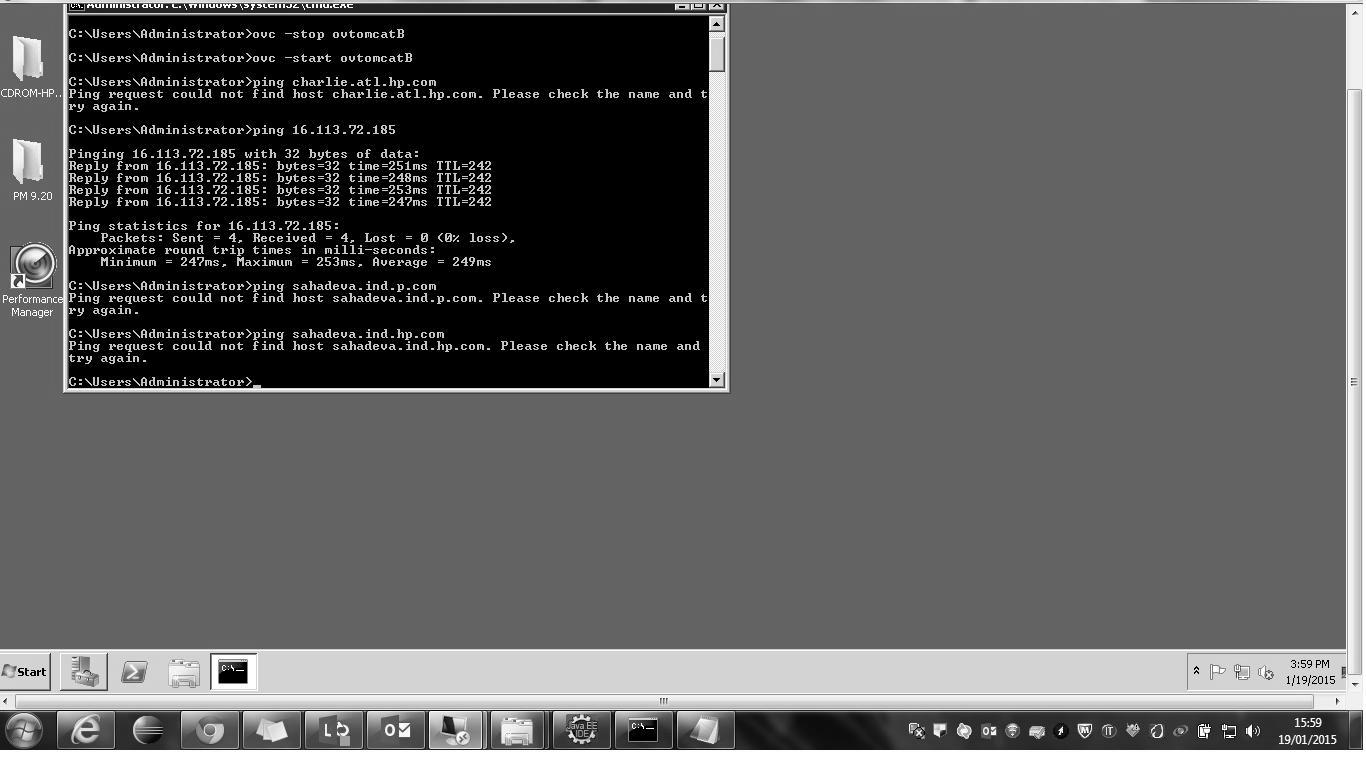 Administrator: C:\Windows\system32\cmd.exe
C:\Users\Administrator>ovc -stop ovtomcatB
C:\Users\Administrator>ovc -start ovtomcatB
C:\Users\Administrator>ping charlie.atl.hp.com
Ping request could not find host charlie.atl.hp.com. Please check the name and t
ry again.
C:\Users\Administrator>ping 16.113.72.185
Pinging 16.113.72.185 with 32 bytes of data:
Reply from 16.113.72.185: bytes=32 time=251ms TTL=242
Reply from 16.113.72.185: bytes=32 time=248ms TTL=242
Reply from 16.113.72.185: bytes=32 time=253ms TTL=242
Reply from 16.113.72.185: bytes=32 time=247ms TTL=242
Ping statistics for 16.113.72.185:
Packets: Sent = 4, Received = 4, Lost = 0 (0% loss),
Approximate round trip times in milli-seconds:
Minimum = 247ms, Maximum = 253ms, Average = 249ms
C:\Users\Administrator>ping sahadeva.ind.p.com
Ping request could not find host sahadeva.ind.p.com. Please check the name and t
ry again.
C:\Users\Administrator>ping sahadeva.ind.hp.com
Ping request could not find host sahadeva.ind.hp.com. Please check the name and
try again.
C:\Users\Administrator>_
CDROM-HP...
PM 9.20
Performance
Manager
Start
C:\_
3:59 PM
1/19/2015
Java EE
IDE
C:\_
15:59
19/01/2015